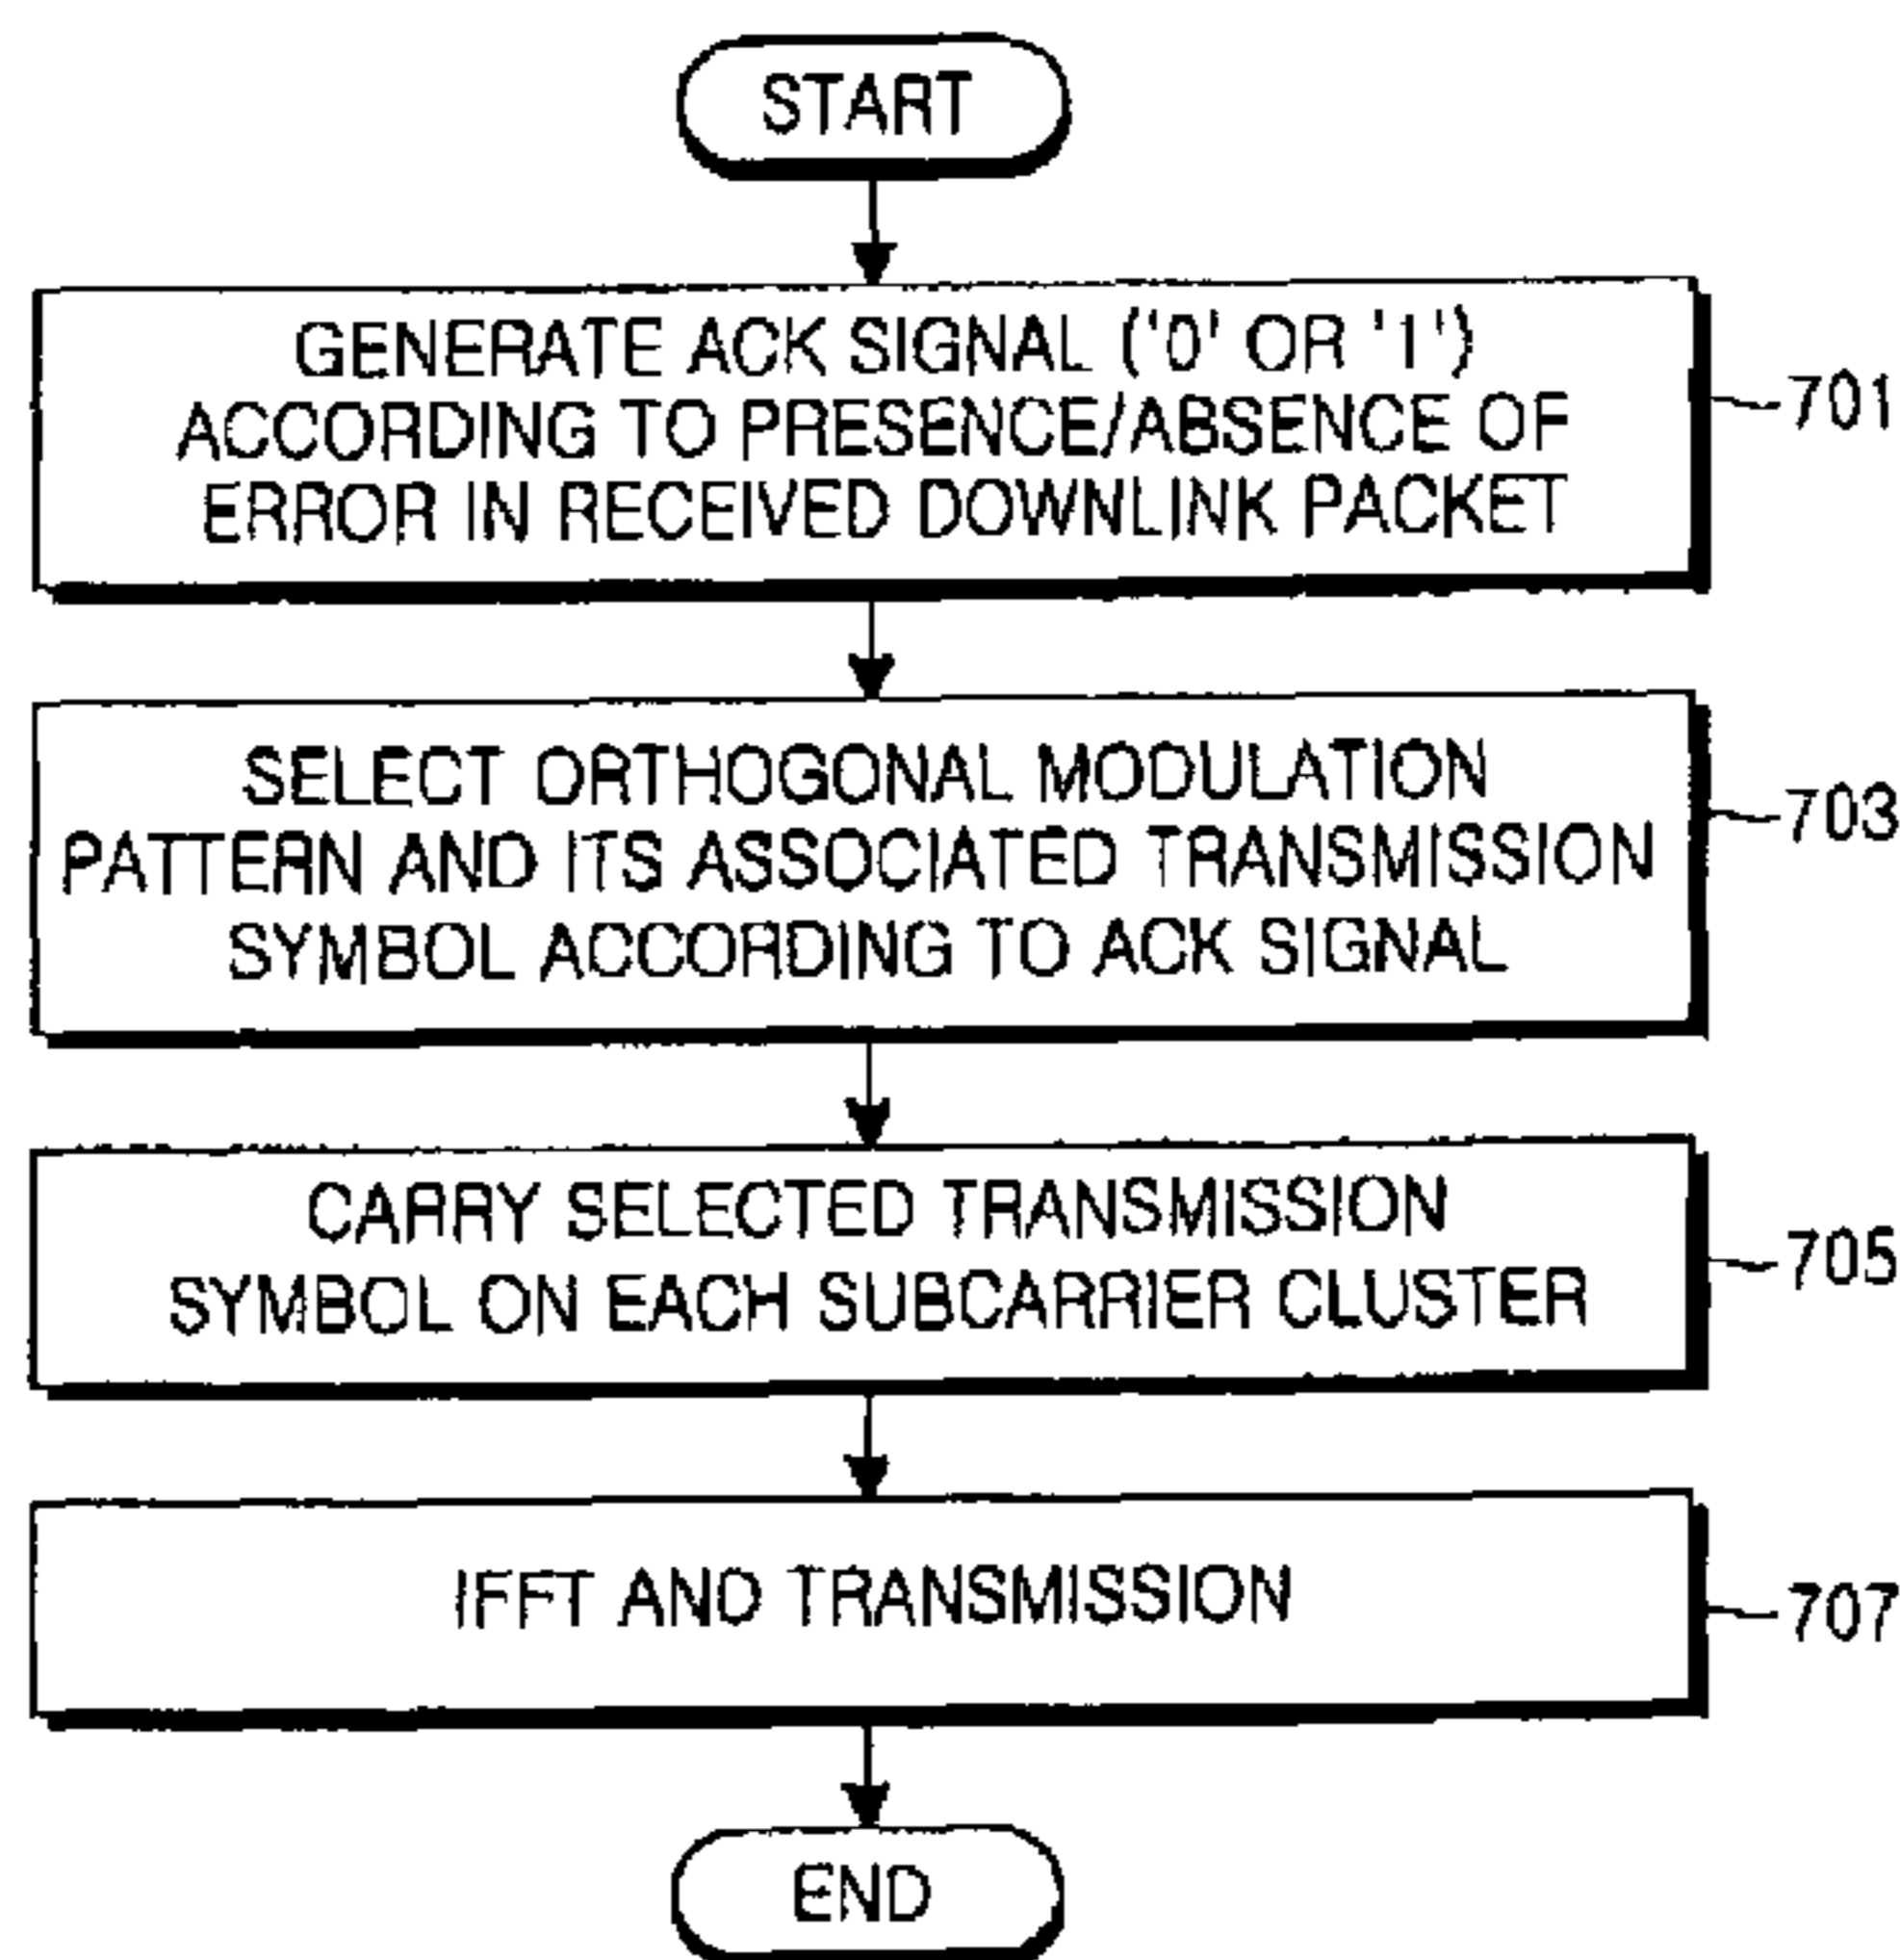 START
GENERATE ACK SIGNAL ('0' OR '1')
ACCORDING TO PRESENCE/ABSENCE OF
ERROR IN RECEIVED DOWNLINK PACKET
701
SELECT ORTHOGONAL MODULATION
PATTERN AND ITS ASSOCIATED TRANSMISSION
SYMBOL ACCORDING TO ACK SIGNAL
703
CARRY SELECTED TRANSMISSION
SYMBOL ON EACH SUBCARRIER CLUSTER
705
IFFT AND TRANSMISSION
707
END